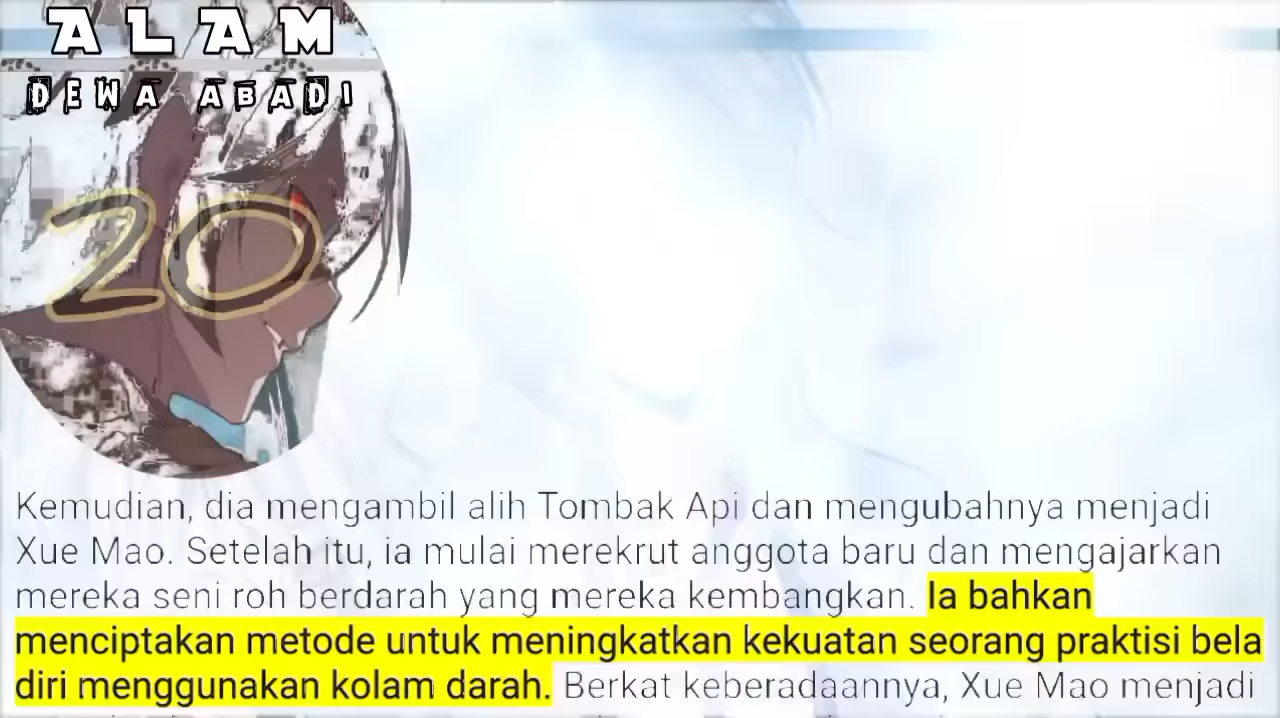 ALAM
DEWA ABADI
20
Kemudian, dia mengambil alih Tombak Api dan mengubahnya menjadi
Xue Mao. Setelah itu, ia mulai merekrut anggota baru dan mengajarkan
mereka seni roh berdarah yang mereka kembangkan. Ia bahkan
menciptakan metode untuk meningkatkan kekuatan seorang praktisi bela
diri menggunakan kolam darah. Berkat keberadaannya, Xue Mao menjadi